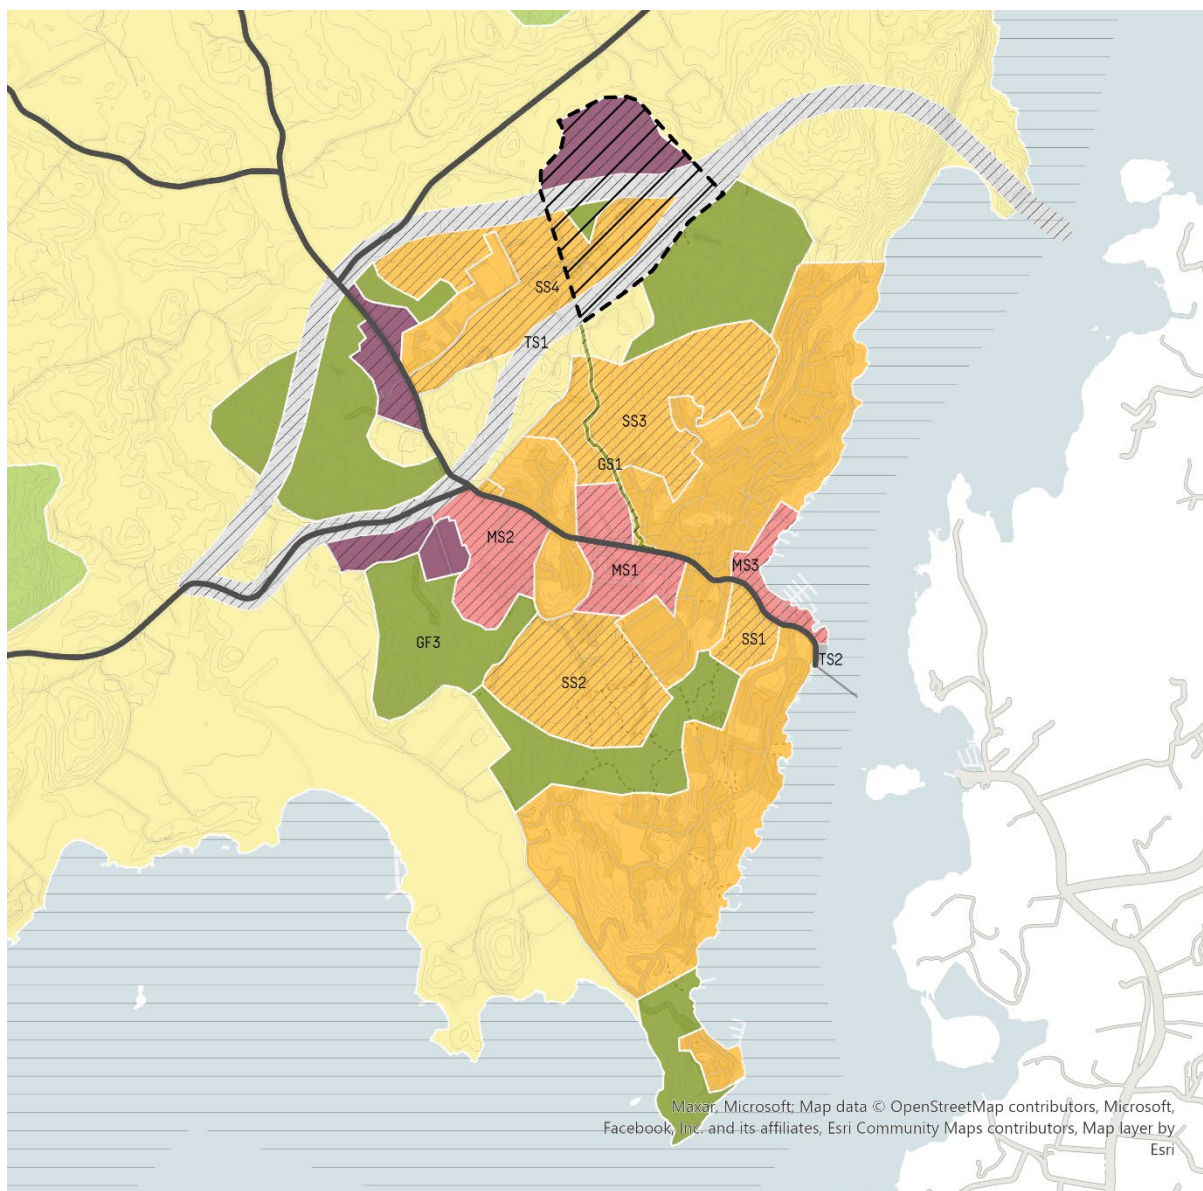 SS4
TS1
SS3
GS1
MS2
MS1
MS3
GF3
SS1
TS2
SS2
Maxar, Microsoft; Map data © OpenStreetMap contributors, Microsoft,
Facebook, Inc. and its affiliates, Esri Community Maps contributors, Map layer by
Esri